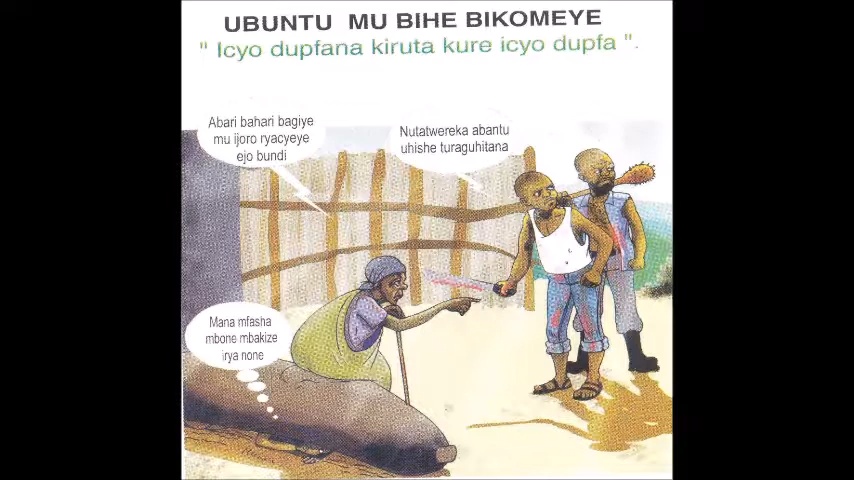 UBUNTU MU BIHE BIKOMEYE
" Icyo dupfana kiruta kure icyo dupfa ".
Abari bahari bagiye
mu ijoro ryacyeye
ejo bundi
Nutatwereka abantu
uhishe turaguhitana
Mana mfasha
mbone mbakize
irya none